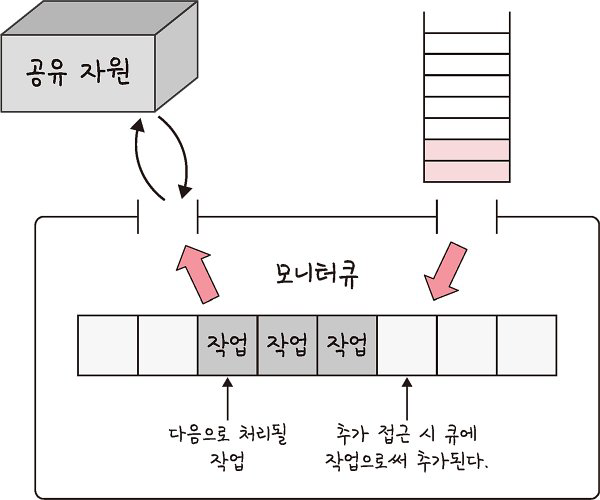 공유 자원
모니터큐
작업 작업 작업
다음으로 처리될
작업
추가 접근 시 큐에
작업으로써 추가된다.